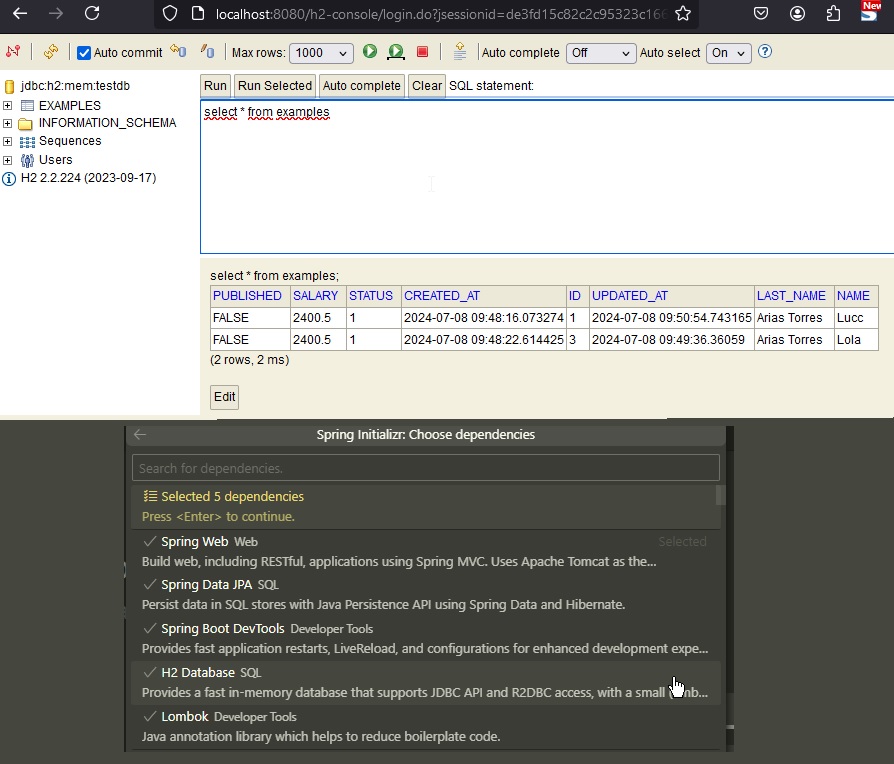 localhost:8080/h2-console/login.do?jsessionid=de3fd15c82c2c95323c166
New
Auto commit Max rows: 1000 Auto complete Off Auto select On
jdbc:h2:mem:testdb
EXAMPLES
INFORMATION_SCHEMA
Sequences
Users
H2 2.2.224 (2023-09-17)
Run Run Selected Auto complete Clear SQL statement:
select * from examples
select * from examples;
PUBLISHED SALARY STATUS CREATED_AT ID UPDATED_AT LAST_NAME NAME
FALSE 2400.5 1 2024-07-08 09:48:16.073274 1 2024-07-08 09:50:54.743165 Arias Torres Lucc
FALSE 2400.5 1 2024-07-08 09:48:22.614425 3 2024-07-08 09:49:36.36059 Arias Torres Lola
(2 rows, 2 ms)
Edit
Spring Initializr: Choose dependencies
Search for dependencies.
Selected 5 dependencies
Press <Enter> to continue.
Spring Web Web Selected
Build web, including RESTful, applications using Spring MVC. Uses Apache Tomcat as the...
Spring Data JPA SQL
Persist data in SQL stores with Java Persistence API using Spring Data and Hibernate.
Spring Boot DevTools Developer Tools
Provides fast application restarts, LiveReload, and configurations for enhanced development expe...
H2 Database SQL
Provides a fast in-memory database that supports JDBC API and R2DBC access, with a small
Lombok Developer Tools
Java annotation library which helps to reduce boilerplate code.